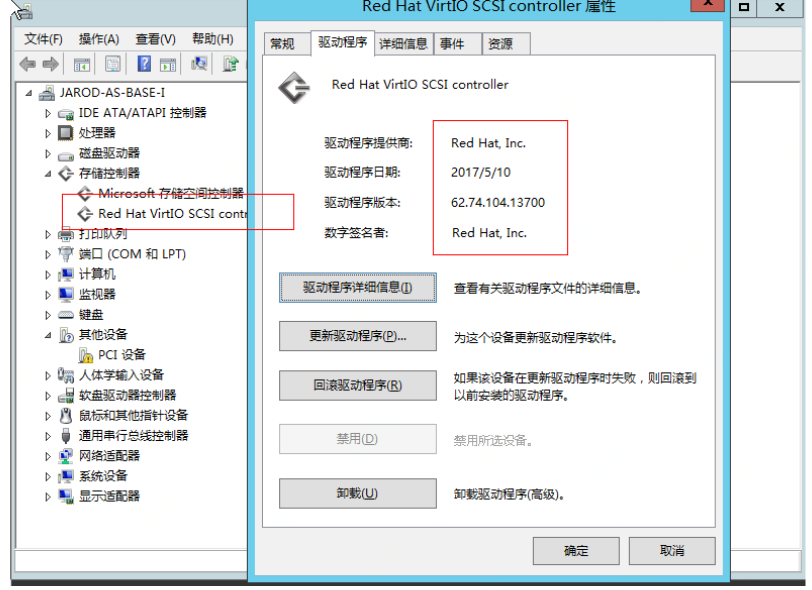 Red Hat VirtIO SCSI controller 属性
x
x
文件(F) 操作(A) 查看(V) 帮助(H)
JAROD-AS-BASE-I
IDE ATA/ATAPI 控制器
处理器
磁盘驱动器
存储控制器
Microsoft 存储空间控制器
Red Hat VirtIO SCSI contr
打印队列
端口 (COM 和 LPT)
计算机
监视器
键盘
其他设备
PCI 设备
人体学输入设备
软盘驱动器控制器
鼠标和其他指针设备
通用串行总线控制器
网络适配器
系统设备
显示适配器
常规 驱动程序 详细信息 事件 资源
Red Hat VirtIO SCSI controller
驱动程序提供商: Red Hat, Inc.
驱动程序日期: 2017/5/10
驱动程序版本: 62.74.104.13700
数字签名者: Red Hat, Inc.
驱动程序详细信息(I) 查看有关驱动程序文件的详细信息。
更新驱动程序(P)... 为这个设备更新驱动程序软件。
回滚驱动程序(R) 如果该设备在更新驱动程序时失败，则回滚到
以前安装的驱动程序。
禁用(D) 禁用所选设备。
卸载(U) 卸载驱动程序(高级)。
确定 取消